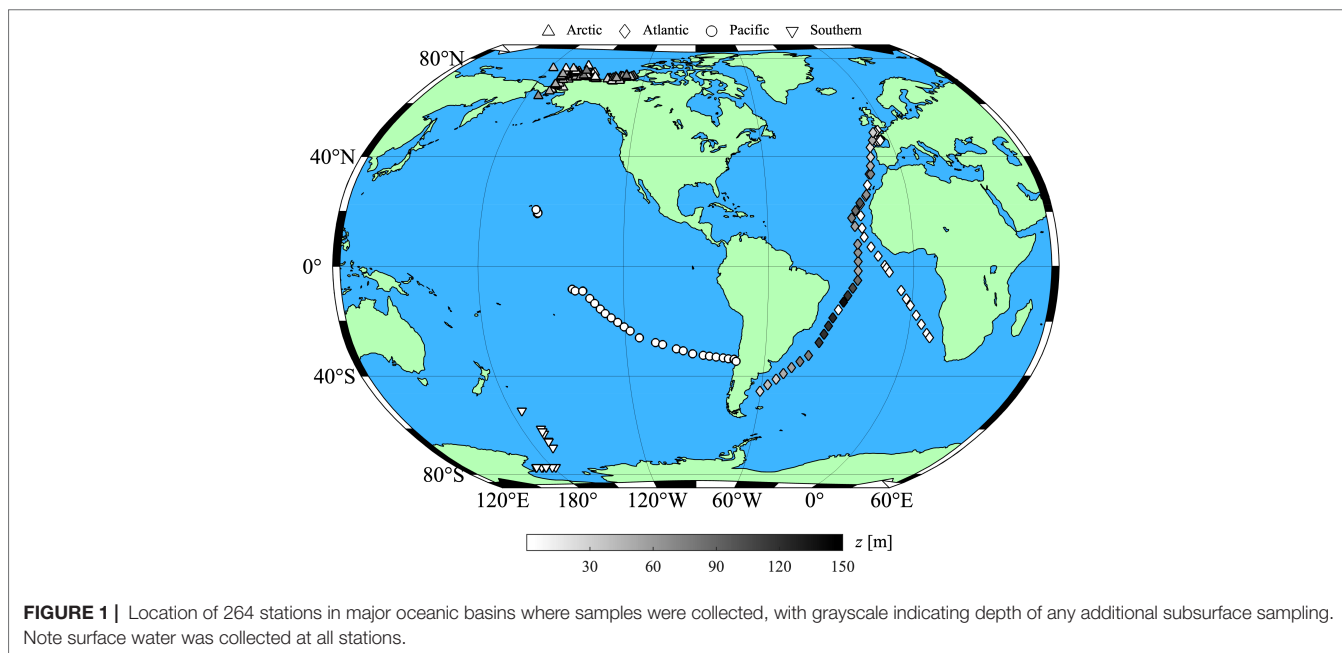 Arctic Atlantic Pacific Southern
80°N
40°N
0°
40°S
80°S
120°E 180° 120°W 60°W 0° 60°E
z [m]
30 60 90 120 150
FIGURE 1 | Location of 264 stations in major oceanic basins where samples were collected, with grayscale indicating depth of any additional subsurface sampling.
Note surface water was collected at all stations.